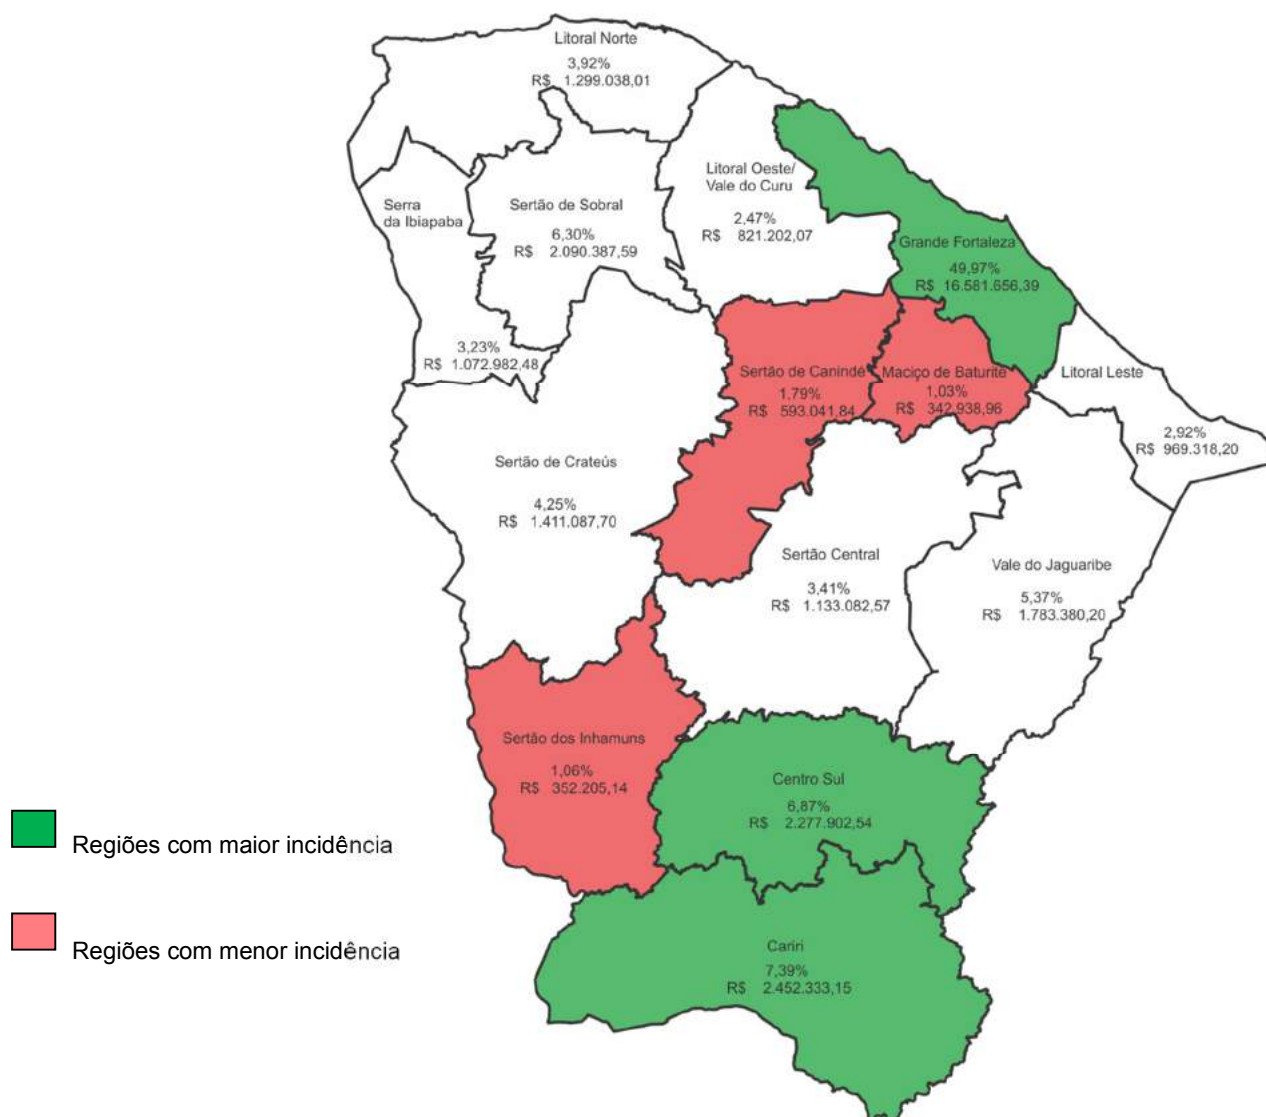 Litoral Norte
3,92%
R$ 1.299.038,01
Litoral Oeste/
Vale do Curu
2,47%
R$ 821.202,07
Serra
da Ibiapaba
3,23%
R$ 1.072.982,48
Sertão de Sobral
6,30%
R$ 2.090.387,59
Grande Fortaleza
49,97%
R$ 16.581.656,39
Sertão de Canindé
1,79%
R$ 593.041,84
Maciço de Baturité
1,03%
R$ 342.938,96
Litoral Leste
2,92%
R$ 969.318,20
Sertão de Crateús
4,25%
R$ 1.411.087,70
Sertão Central
3,41%
R$ 1.133.082,57
Vale do Jaguaribe
5,37%
R$ 1.783.380,20
Sertão dos Inhamuns
1,06%
R$ 352.205,14
Centro Sul
6,87%
R$ 2.277.902,54
Cariri
7,39%
R$ 2.452.333,15
Regiões com maior incidência
Regiões com menor incidência